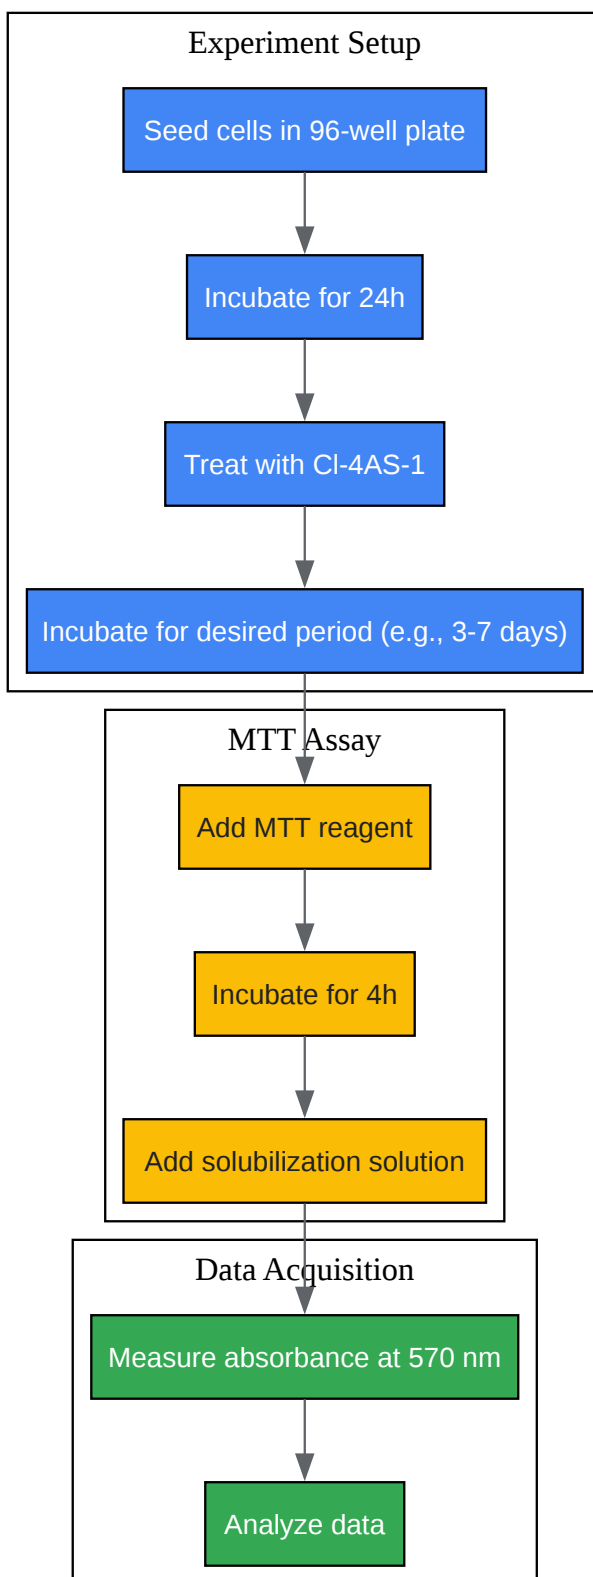 Experiment Setup
Seed cells in 96-well plate
Incubate for 24h
Treat with Cl-4AS-1
Incubate for desired period (e.g., 3-7 days)
MTT Assay
Add MTT reagent
Incubate for 4h
Add solubilization solution
Data Acquisition
Measure absorbance at 570 nm
Analyze data